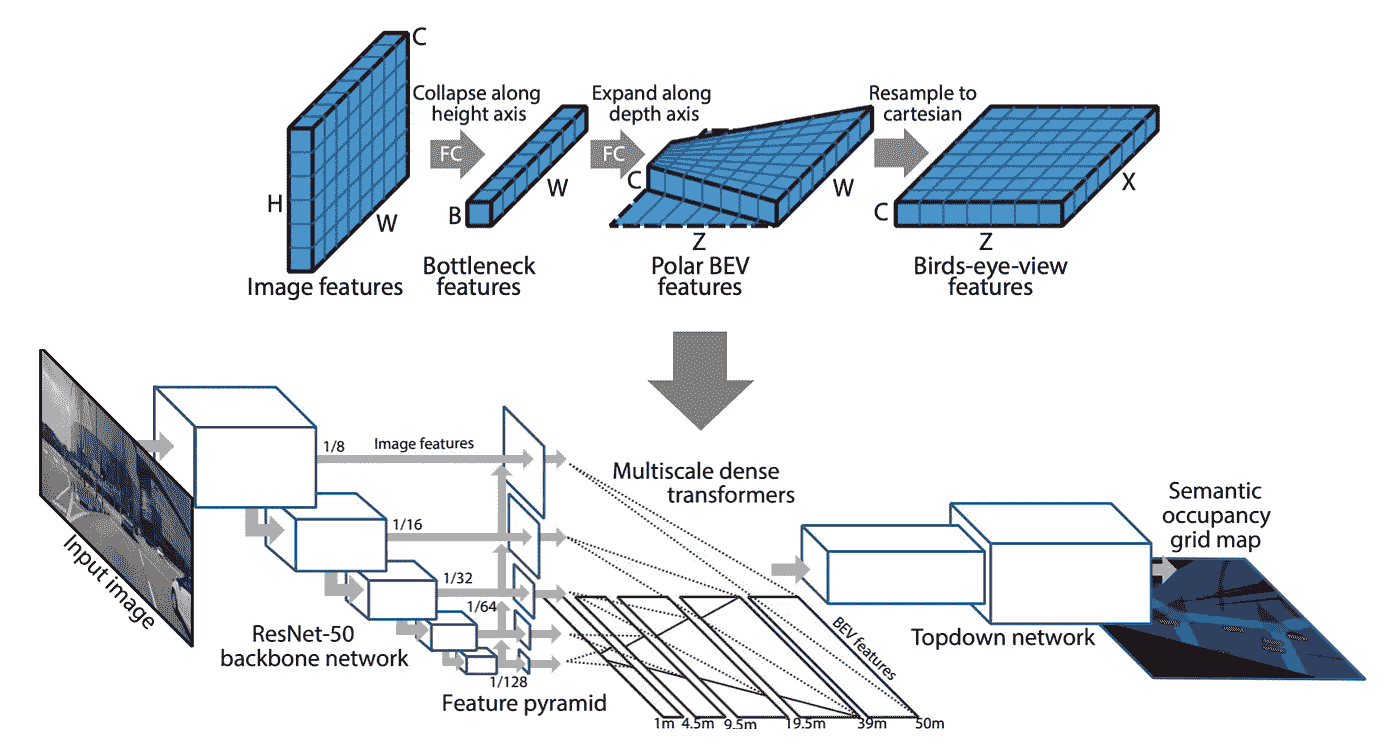 C
Collapse along
height axis
FC
H
W
Image features
B
W
Bottleneck
features
Expand along
depth axis
FC
C
W
Z
Polar BEV
features
Resample to
cartesian
C
X
Z
Birds-eye-view
features
Input image
1/8
Image features
1/16
1/32
1/64
1/128
ResNet-50
backbone network
Feature pyramid
Multiscale dense
transformers
BEV features
1m
4.5m
9.5m
19.5m
39m
50m
Topdown network
Semantic
occupancy
grid map